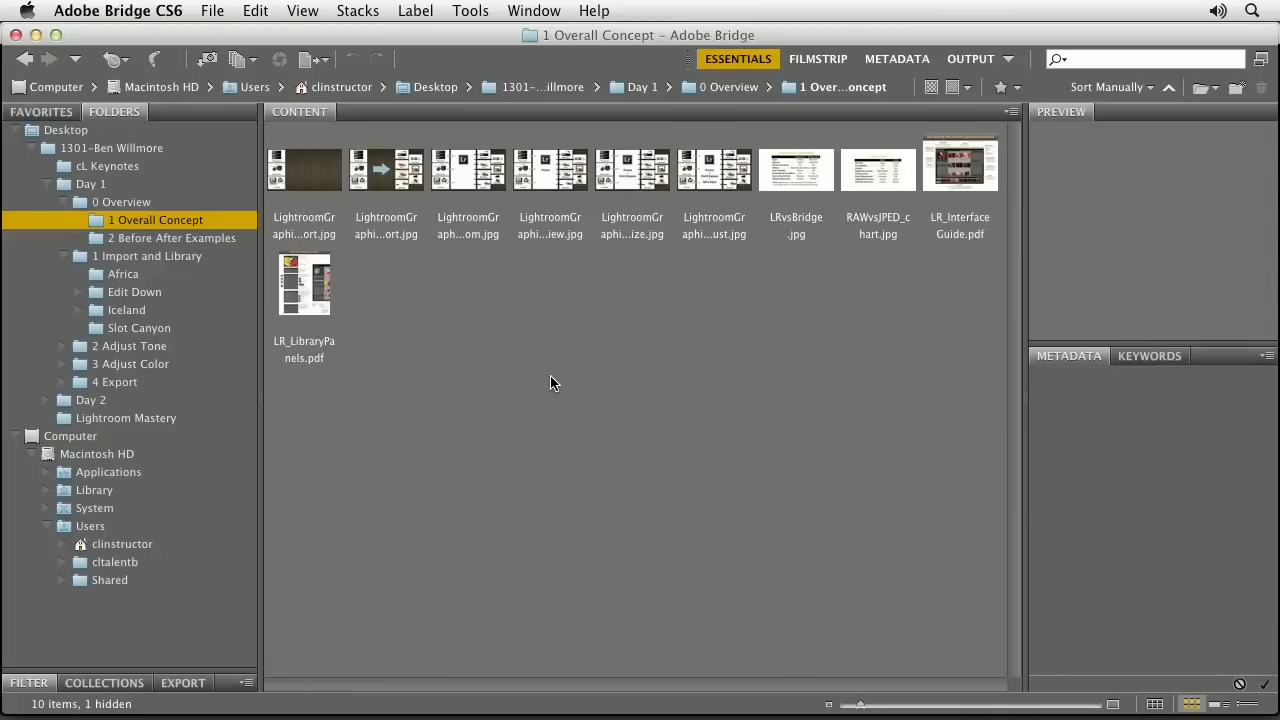 Adobe Bridge CS6 File Edit View Stacks Label Tools Window Help
1 Overall Concept – Adobe Bridge
ESSENTIALS FILMSTRIP METADATA OUTPUT
Computer Macintosh HD Users clinstructor Desktop 1301-...illmore Day 1 0 Overview 1 Over...oncept Sort Manually
FAVORITES FOLDERS
CONTENT
PREVIEW
Desktop
1301-Ben Willmore
cL Keynotes
Day 1
0 Overview
1 Overall Concept
2 Before After Examples
1 Import and Library
Africa
Edit Down
Iceland
Slot Canyon
2 Adjust Tone
3 Adjust Color
4 Export
Day 2
Lightroom Mastery
Computer
Macintosh HD
Applications
Library
System
Users
clinstructor
cltalentb
Shared
LightroomGr
aphi...ort.jpg
LightroomGr
aphi...ort.jpg
LightroomGr
aphi...om.jpg
LightroomGr
aphi...iew.jpg
LightroomGr
aphi...ize.jpg
LightroomGr
aphi...ust.jpg
LRvsBridge
.jpg
RAWvsJPED_c
hart.jpg
LR_Interface
Guide.pdf
LR_LibraryPa
nels.pdf
METADATA KEYWORDS
FILTER COLLECTIONS EXPORT
10 items, 1 hidden